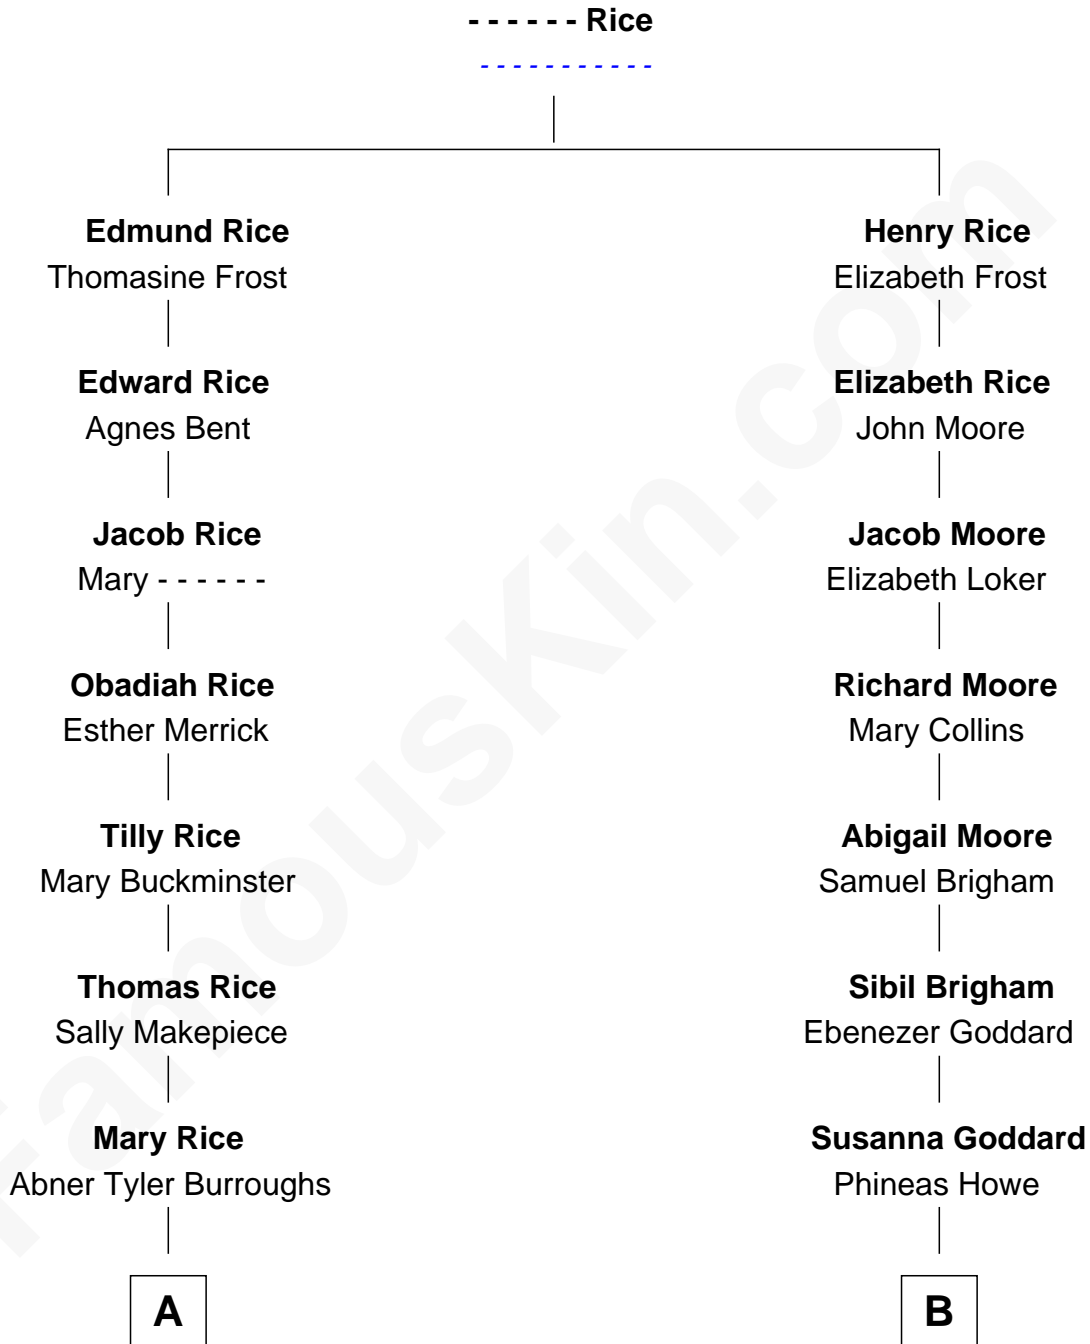 - - - - - - Rice
- - - - - - - - - - -
Edmund Rice
Thomasine Frost
Henry Rice
Elizabeth Frost
Edward Rice
Agnes Bent
Elizabeth Rice
John Moore
Jacob Rice
Mary - - - - - -
Jacob Moore
Elizabeth Loker
Obadiah Rice
Esther Merrick
Richard Moore
Mary Collins
Tilly Rice
Mary Buckminster
Abigail Moore
Samuel Brigham
Thomas Rice
Sally Makepiece
Sibil Brigham
Ebenezer Goddard
Mary Rice
Abner Tyler Burroughs
Susanna Goddard
Phineas Howe
A
B
FamousKin.com